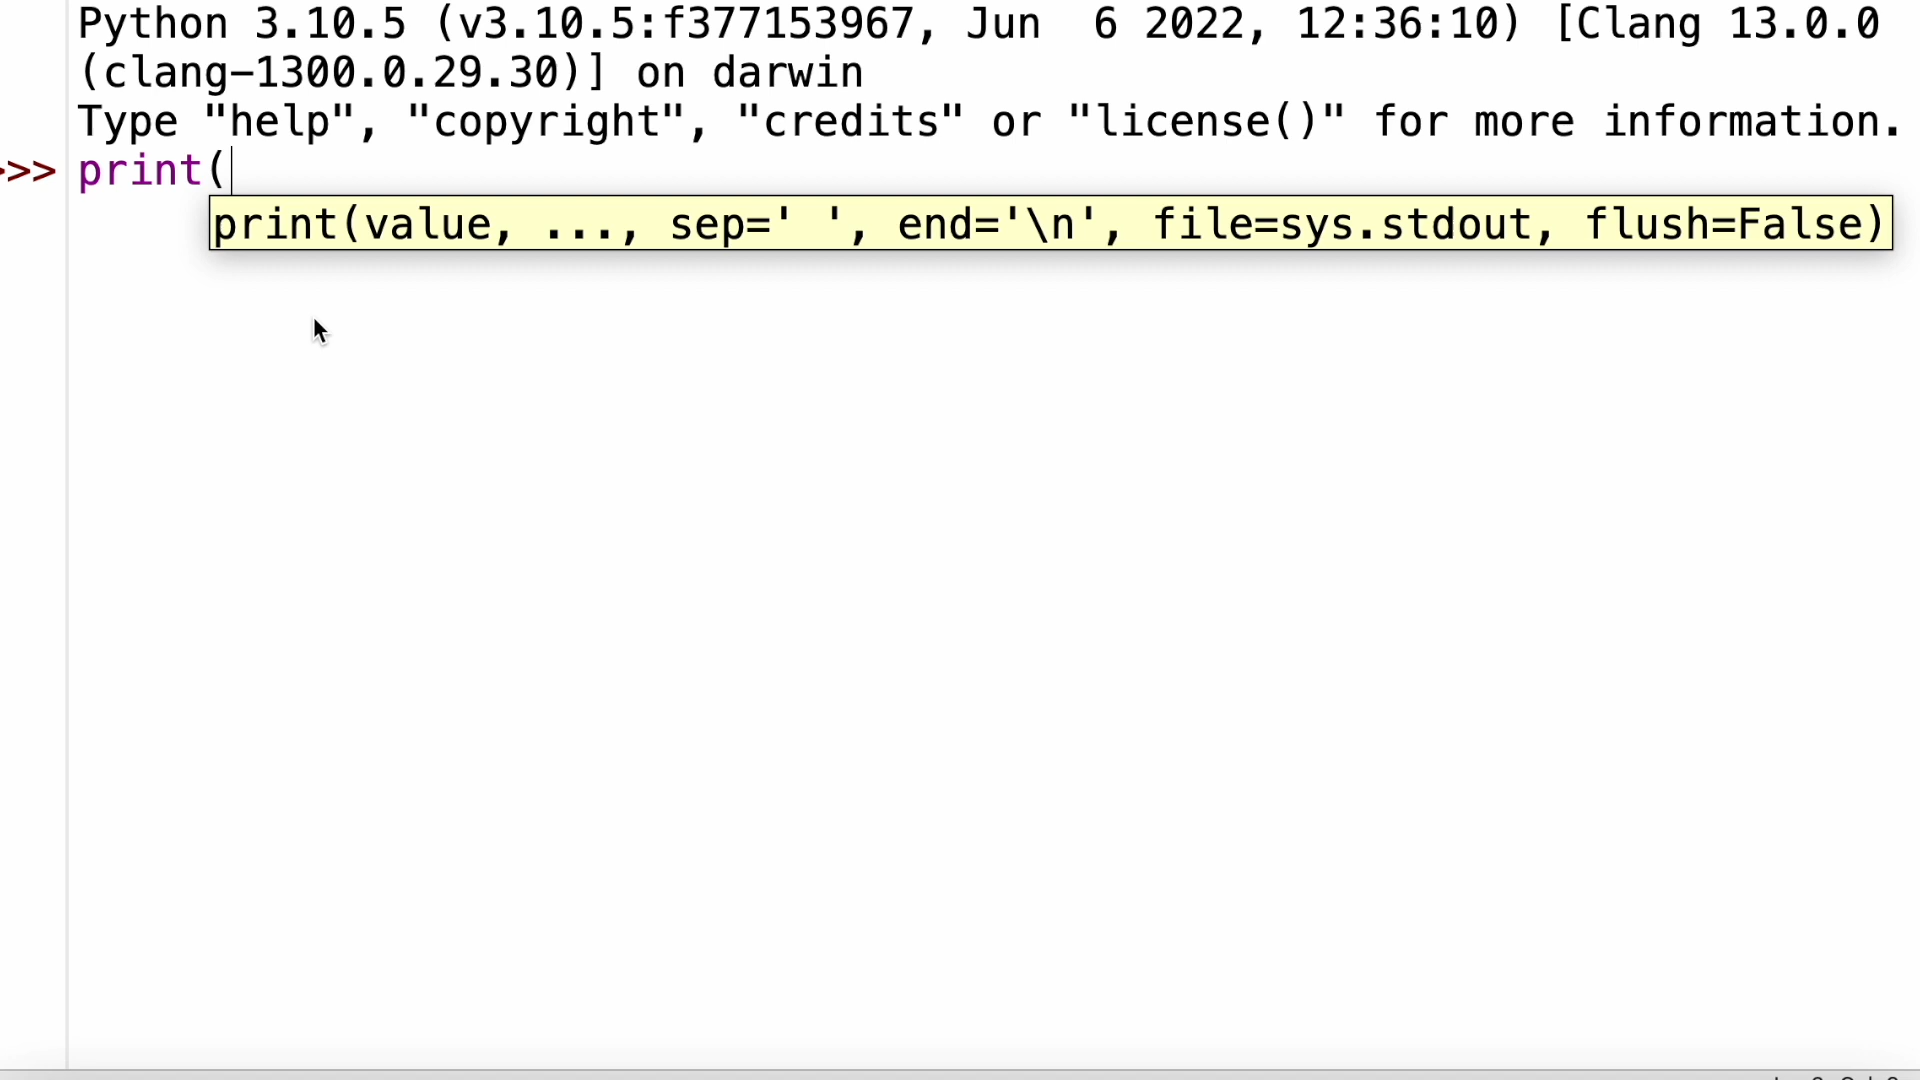 Python 3.10.5 (v3.10.5:f377153967, Jun  6 2022, 12:36:10) [Clang 13.0.0
(clang-1300.0.29.30)] on darwin
Type "help", "copyright", "credits" or "license()" for more information.
>>> print(
print(value, ..., sep=' ', end='\n', file=sys.stdout, flush=False)